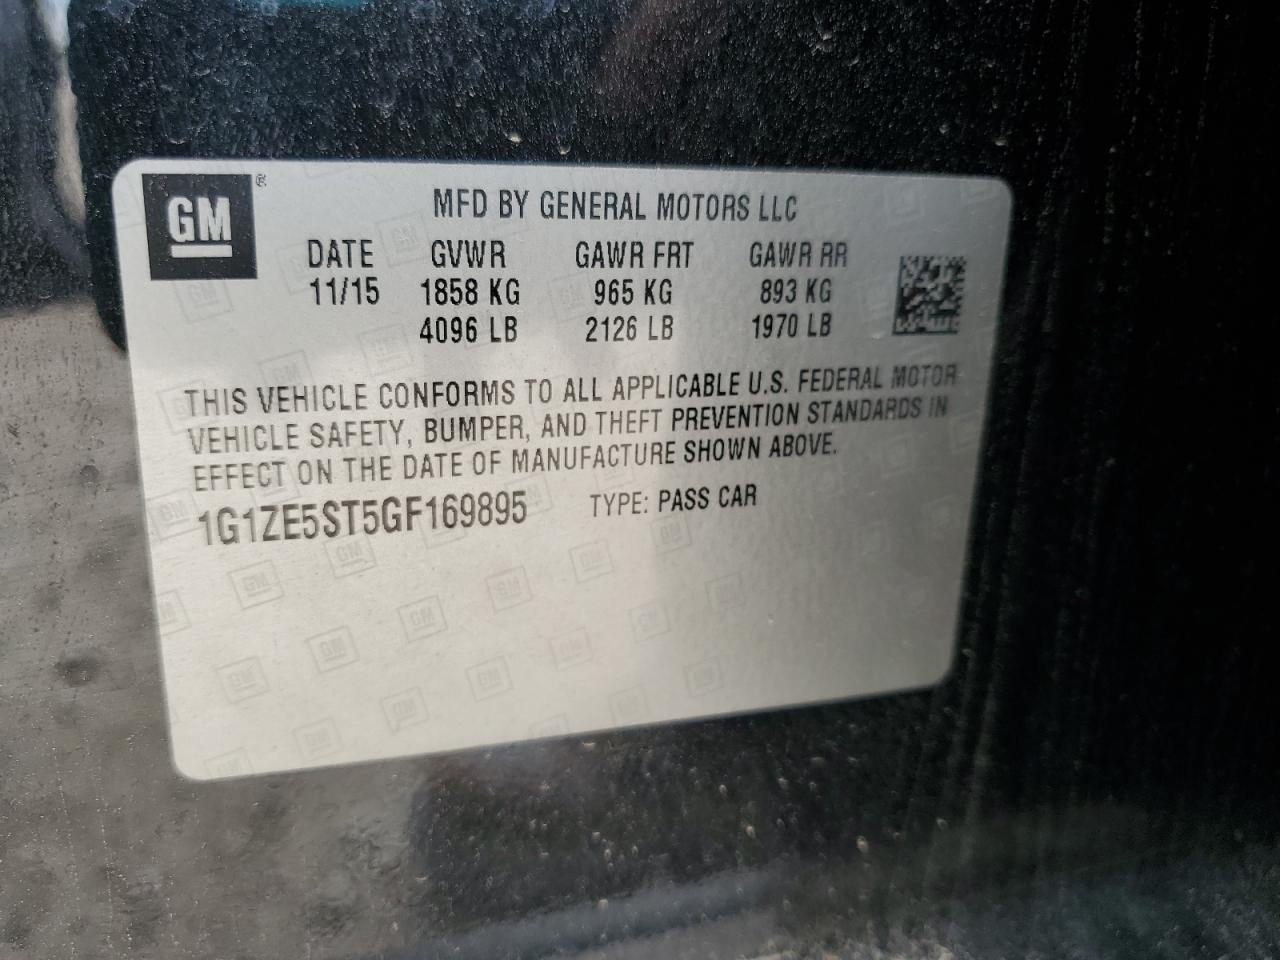 GM ®
MFD BY GENERAL MOTORS LLC
DATE GVWR GAWR FRT GAWR RR
11/15 1858 KG 965 KG 893 KG
4096 LB 2126 LB 1970 LB
THIS VEHICLE CONFORMS TO ALL APPLICABLE U.S. FEDERAL MOTOR
VEHICLE SAFETY, BUMPER, AND THEFT PREVENTION STANDARDS IN
EFFECT ON THE DATE OF MANUFACTURE SHOWN ABOVE.
1G1ZE5ST5GF169895 TYPE: PASS CAR